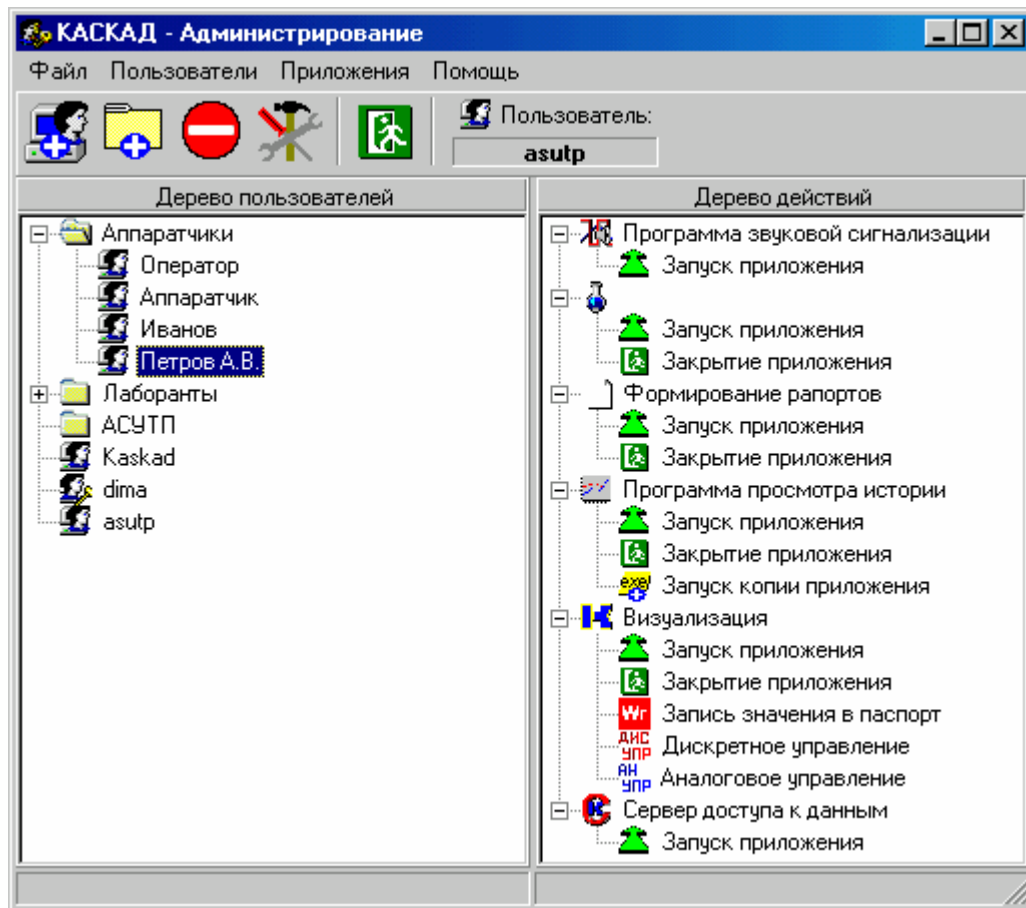 КАСКАД - Администрирование
Файл Пользователи Приложения Помощь
Пользователь:
asutp
Дерево пользователей
Аппаратчики
Оператор
Аппаратчик
Иванов
Петров А.В.
Лаборанты
АСУТП
Kaskad
dima
asutp
Дерево действий
Программа звуковой сигнализации
Запуск приложения
Запуск приложения
Закрытие приложения
Формирование рапортов
Запуск приложения
Закрытие приложения
Программа просмотра истории
Запуск приложения
Закрытие приложения
exe Запуск копии приложения
Визуализация
Запуск приложения
Закрытие приложения
Wr Запись значения в паспорт
ДИС УПР Дискретное управление
АН УПР Аналоговое управление
Сервер доступа к данным
Запуск приложения